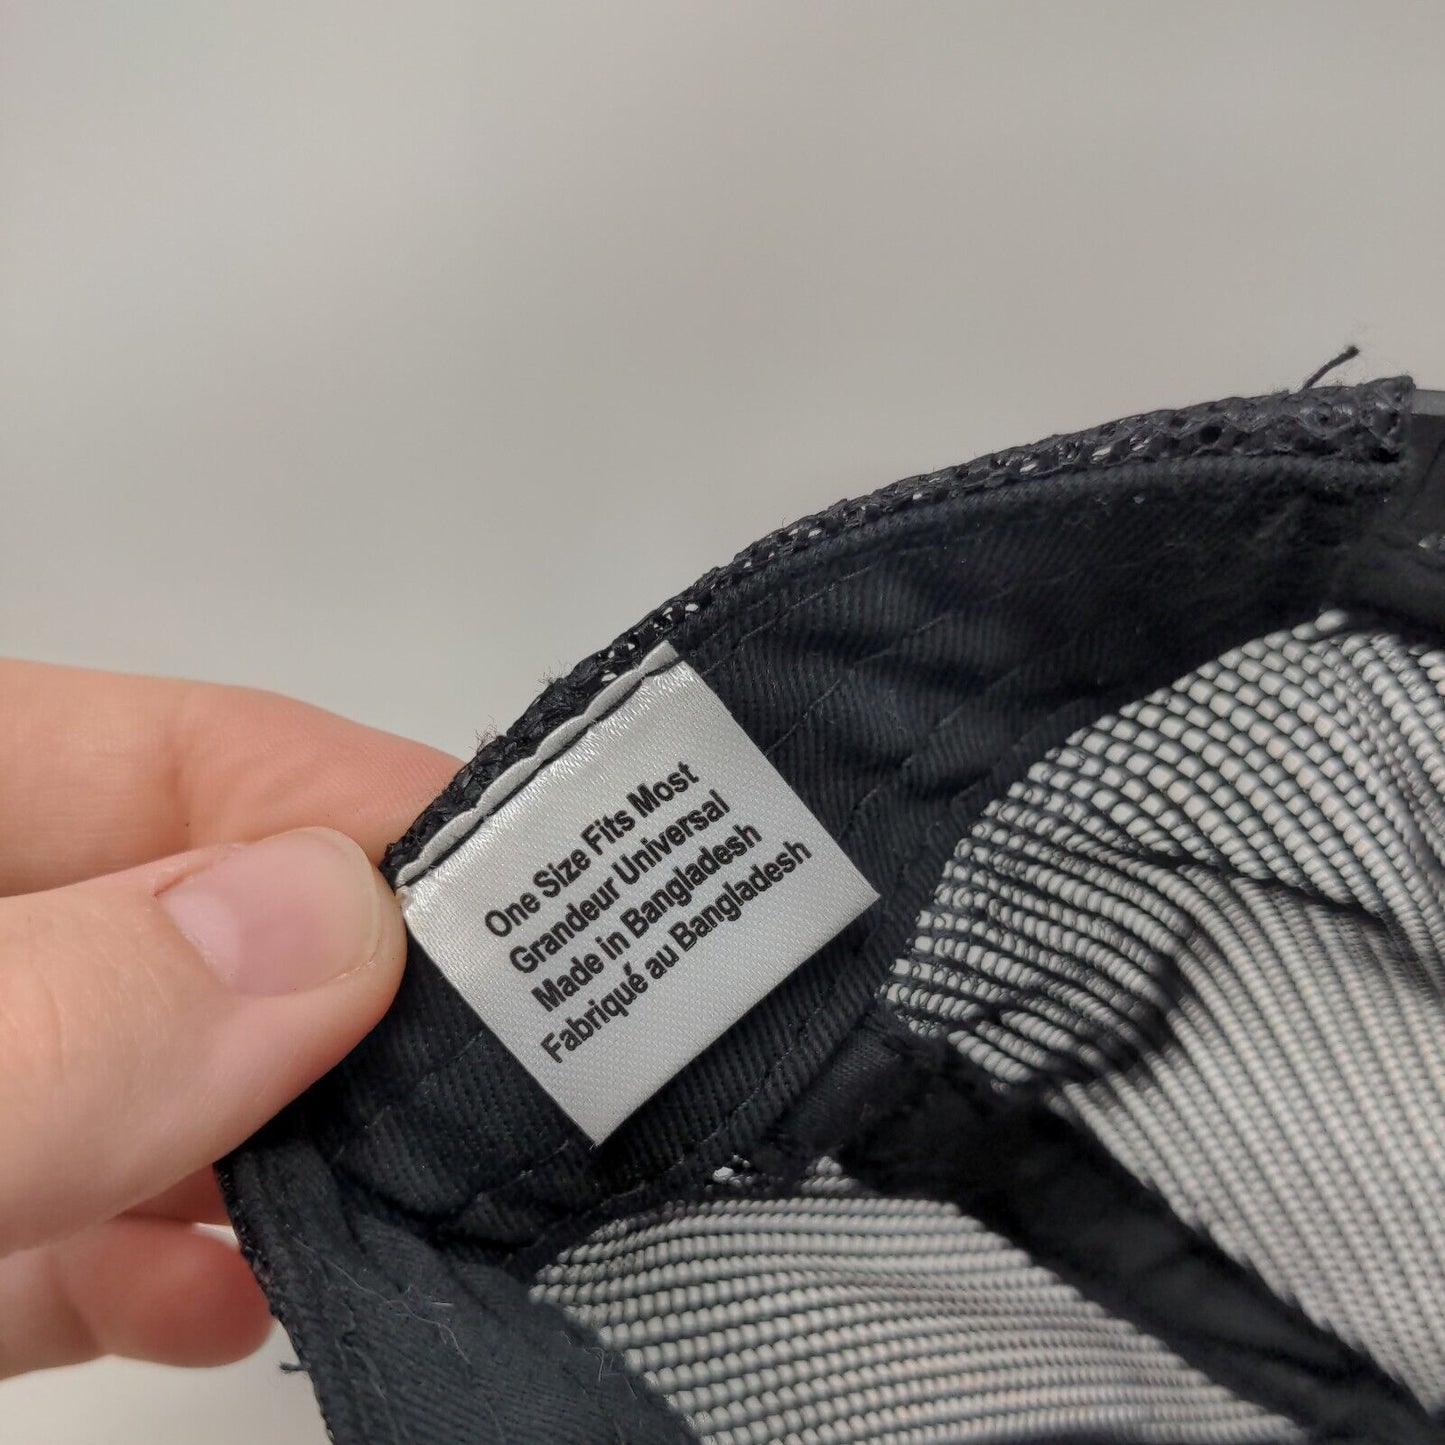 One Size Fits Most
Grandeur Universal
Made in Bangladesh
Fabriqué au Bangladesh